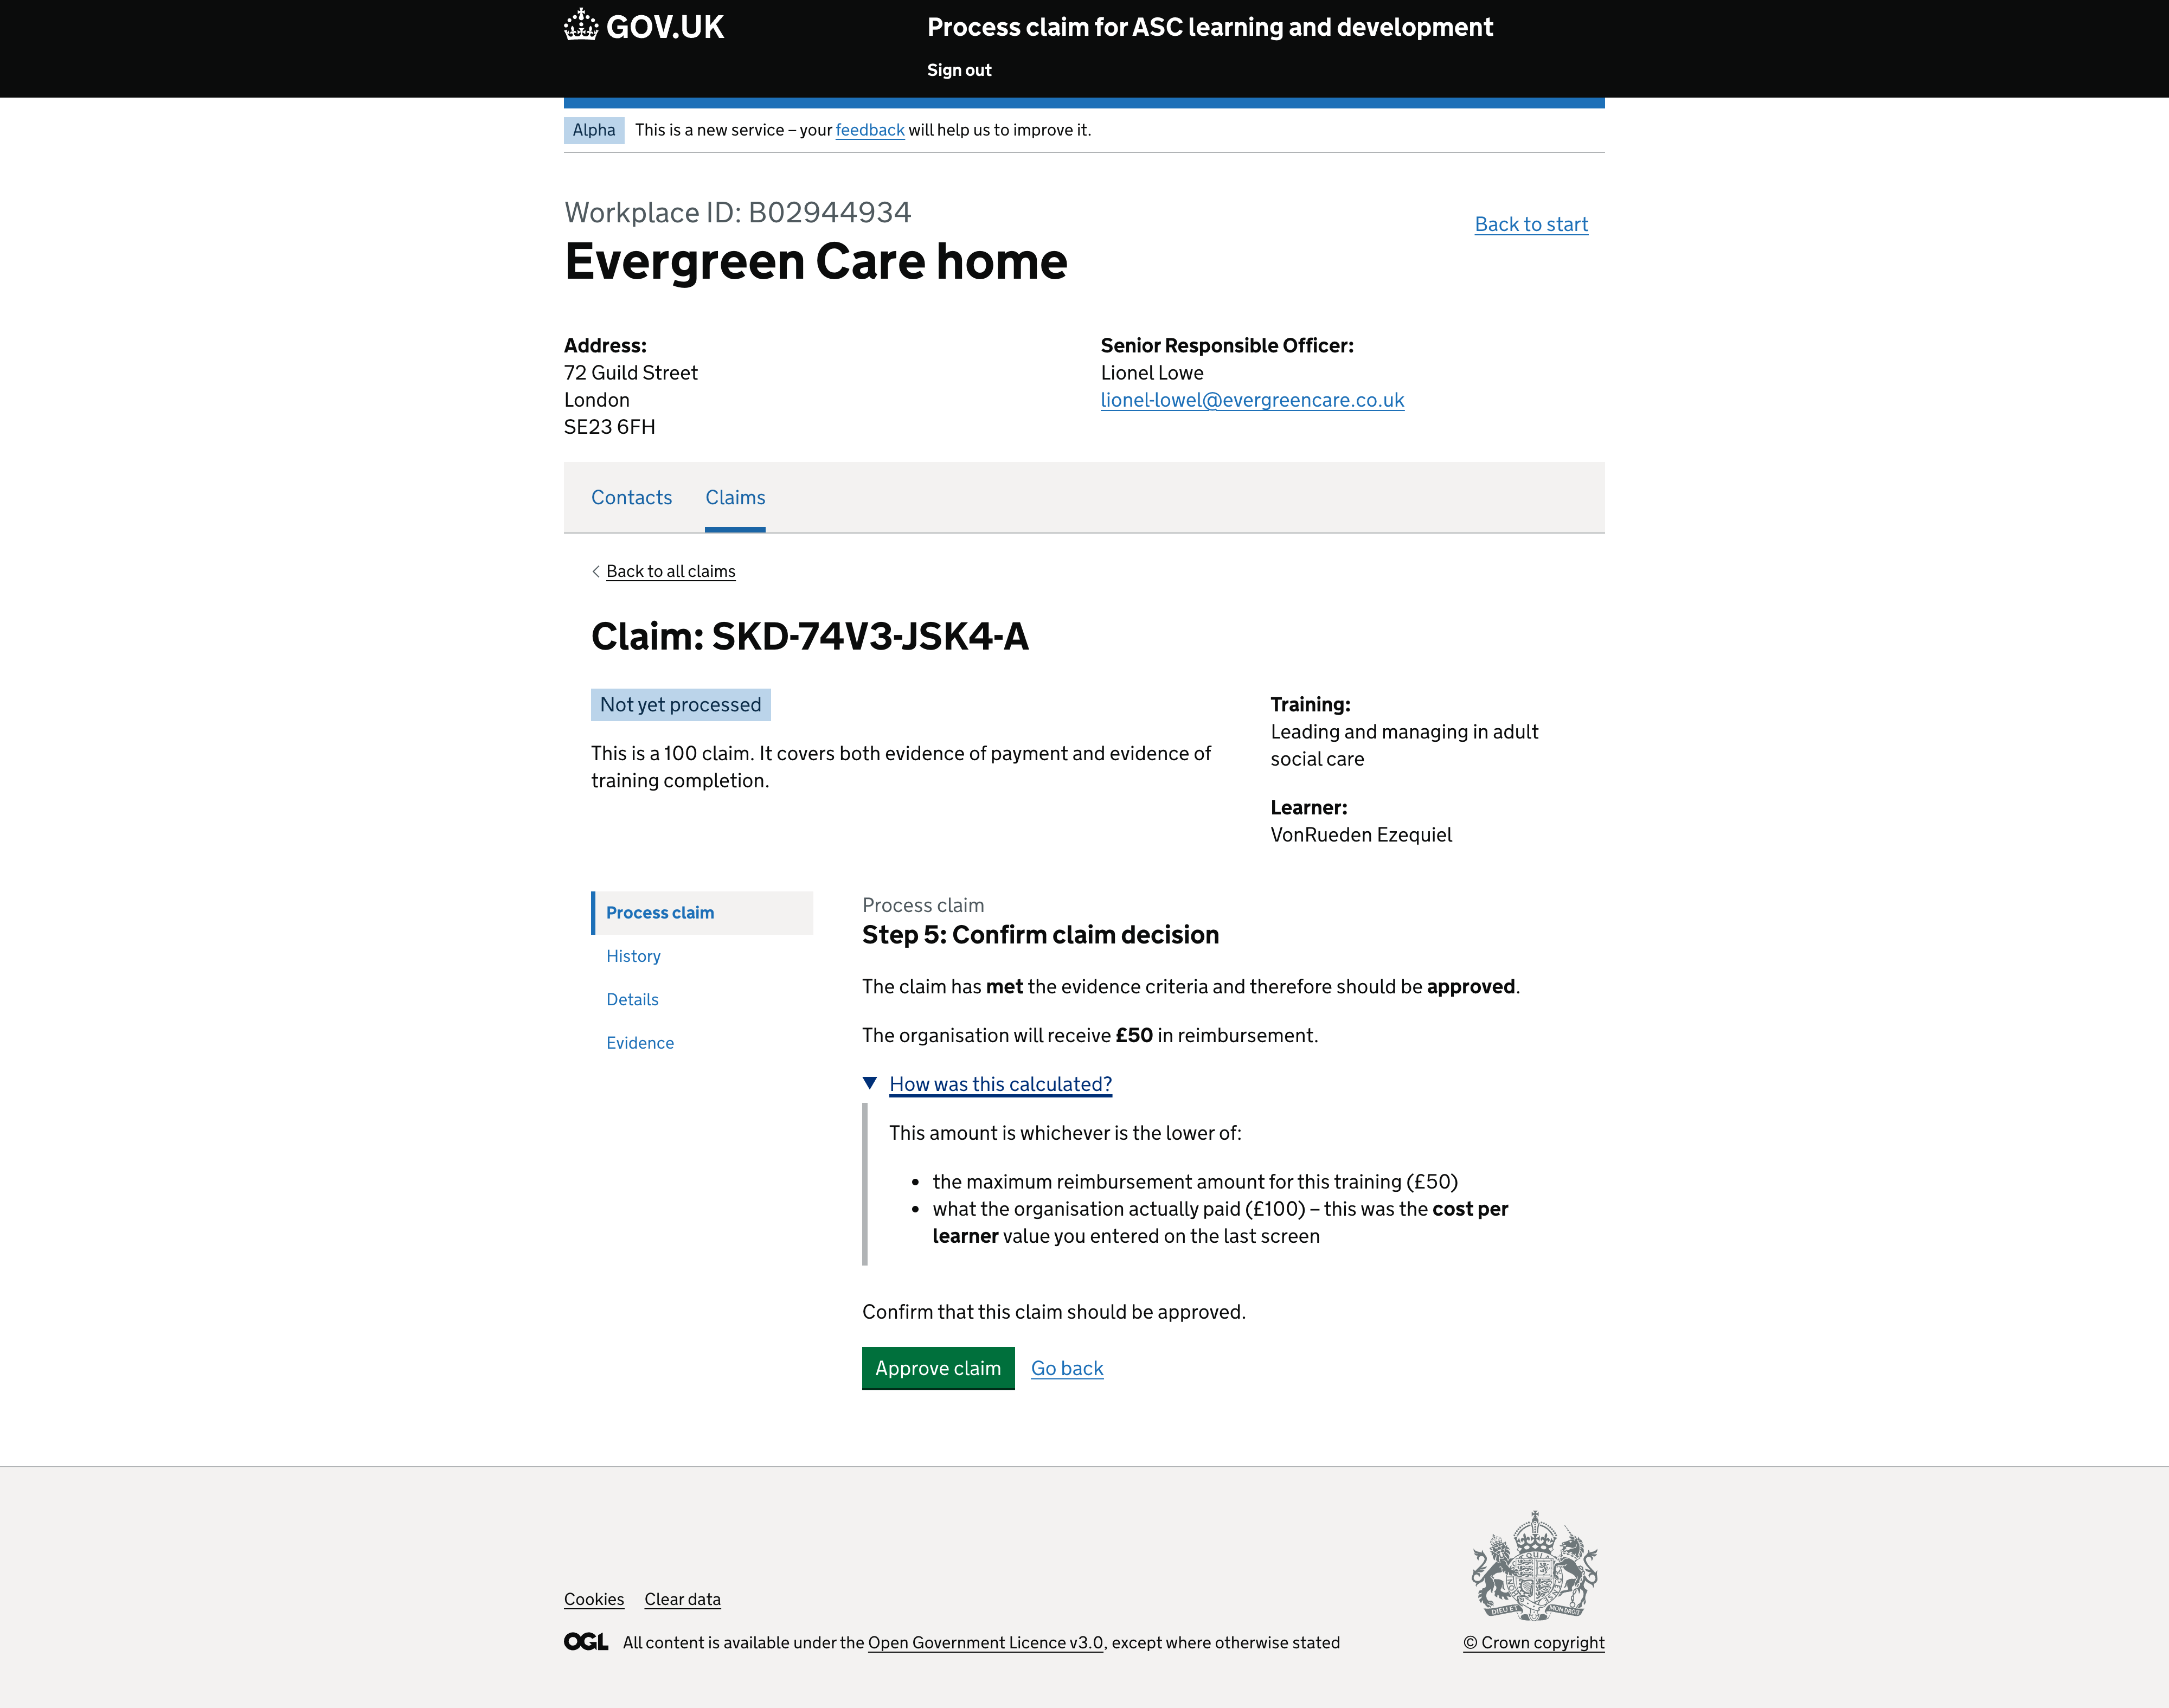 GOV.UK
Process claim for ASC learning and development
Sign out
Alpha
This is a new service – your feedback will help us to improve it.
Workplace ID: B02944934
Back to start
Evergreen Care home
Address:
72 Guild Street
London
SE23 6FH
Senior Responsible Officer:
Lionel Lowe
lionel-lowel@evergreencare.co.uk
Contacts
Claims
Back to all claims
Claim: SKD-74V3-JSK4-A
Not yet processed
This is a 100 claim. It covers both evidence of payment and evidence of
training completion.
Training:
Leading and managing in adult
social care
Learner:
VonRueden Ezequiel
Process claim
History
Details
Evidence
Process claim
Step 5: Confirm claim decision
The claim has met the evidence criteria and therefore should be approved.
The organisation will receive £50 in reimbursement.
How was this calculated?
This amount is whichever is the lower of:
• the maximum reimbursement amount for this training (£50)
• what the organisation actually paid (£100) – this was the cost per
learner value you entered on the last screen
Confirm that this claim should be approved.
Approve claim
Go back
Cookies
Clear data
OGL
All content is available under the Open Government Licence v3.0, except where otherwise stated
DIEU ET MON DROIT
© Crown copyright